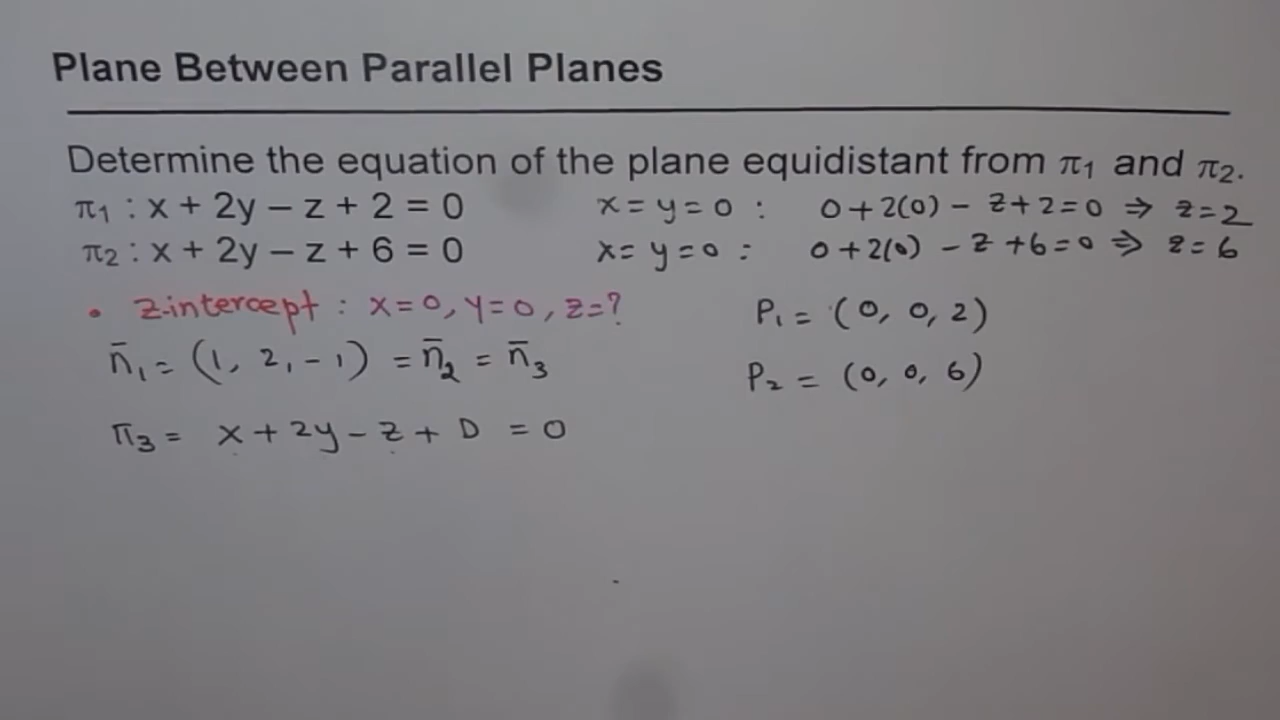 Plane Between Parallel Planes
Determine the equation of the plane equidistant from π₁ and π₂.
π₁ : x + 2y – z + 2 = 0 x = y = 0 : 0 + 2(0) - z + 2 = 0 ⇒ z = 2
π₂ : x + 2y – z + 6 = 0 x = y = 0 : 0 + 2(0) - z + 6 = 0 ⇒ z = 6
• z-intercept : x = 0, y = 0, z = ? P₁ = (0, 0, 2)
n̄₁ = (1, 2, -1) = n̄₂ = n̄₃ P₂ = (0, 0, 6)
π₃ = x + 2y - z + D = 0